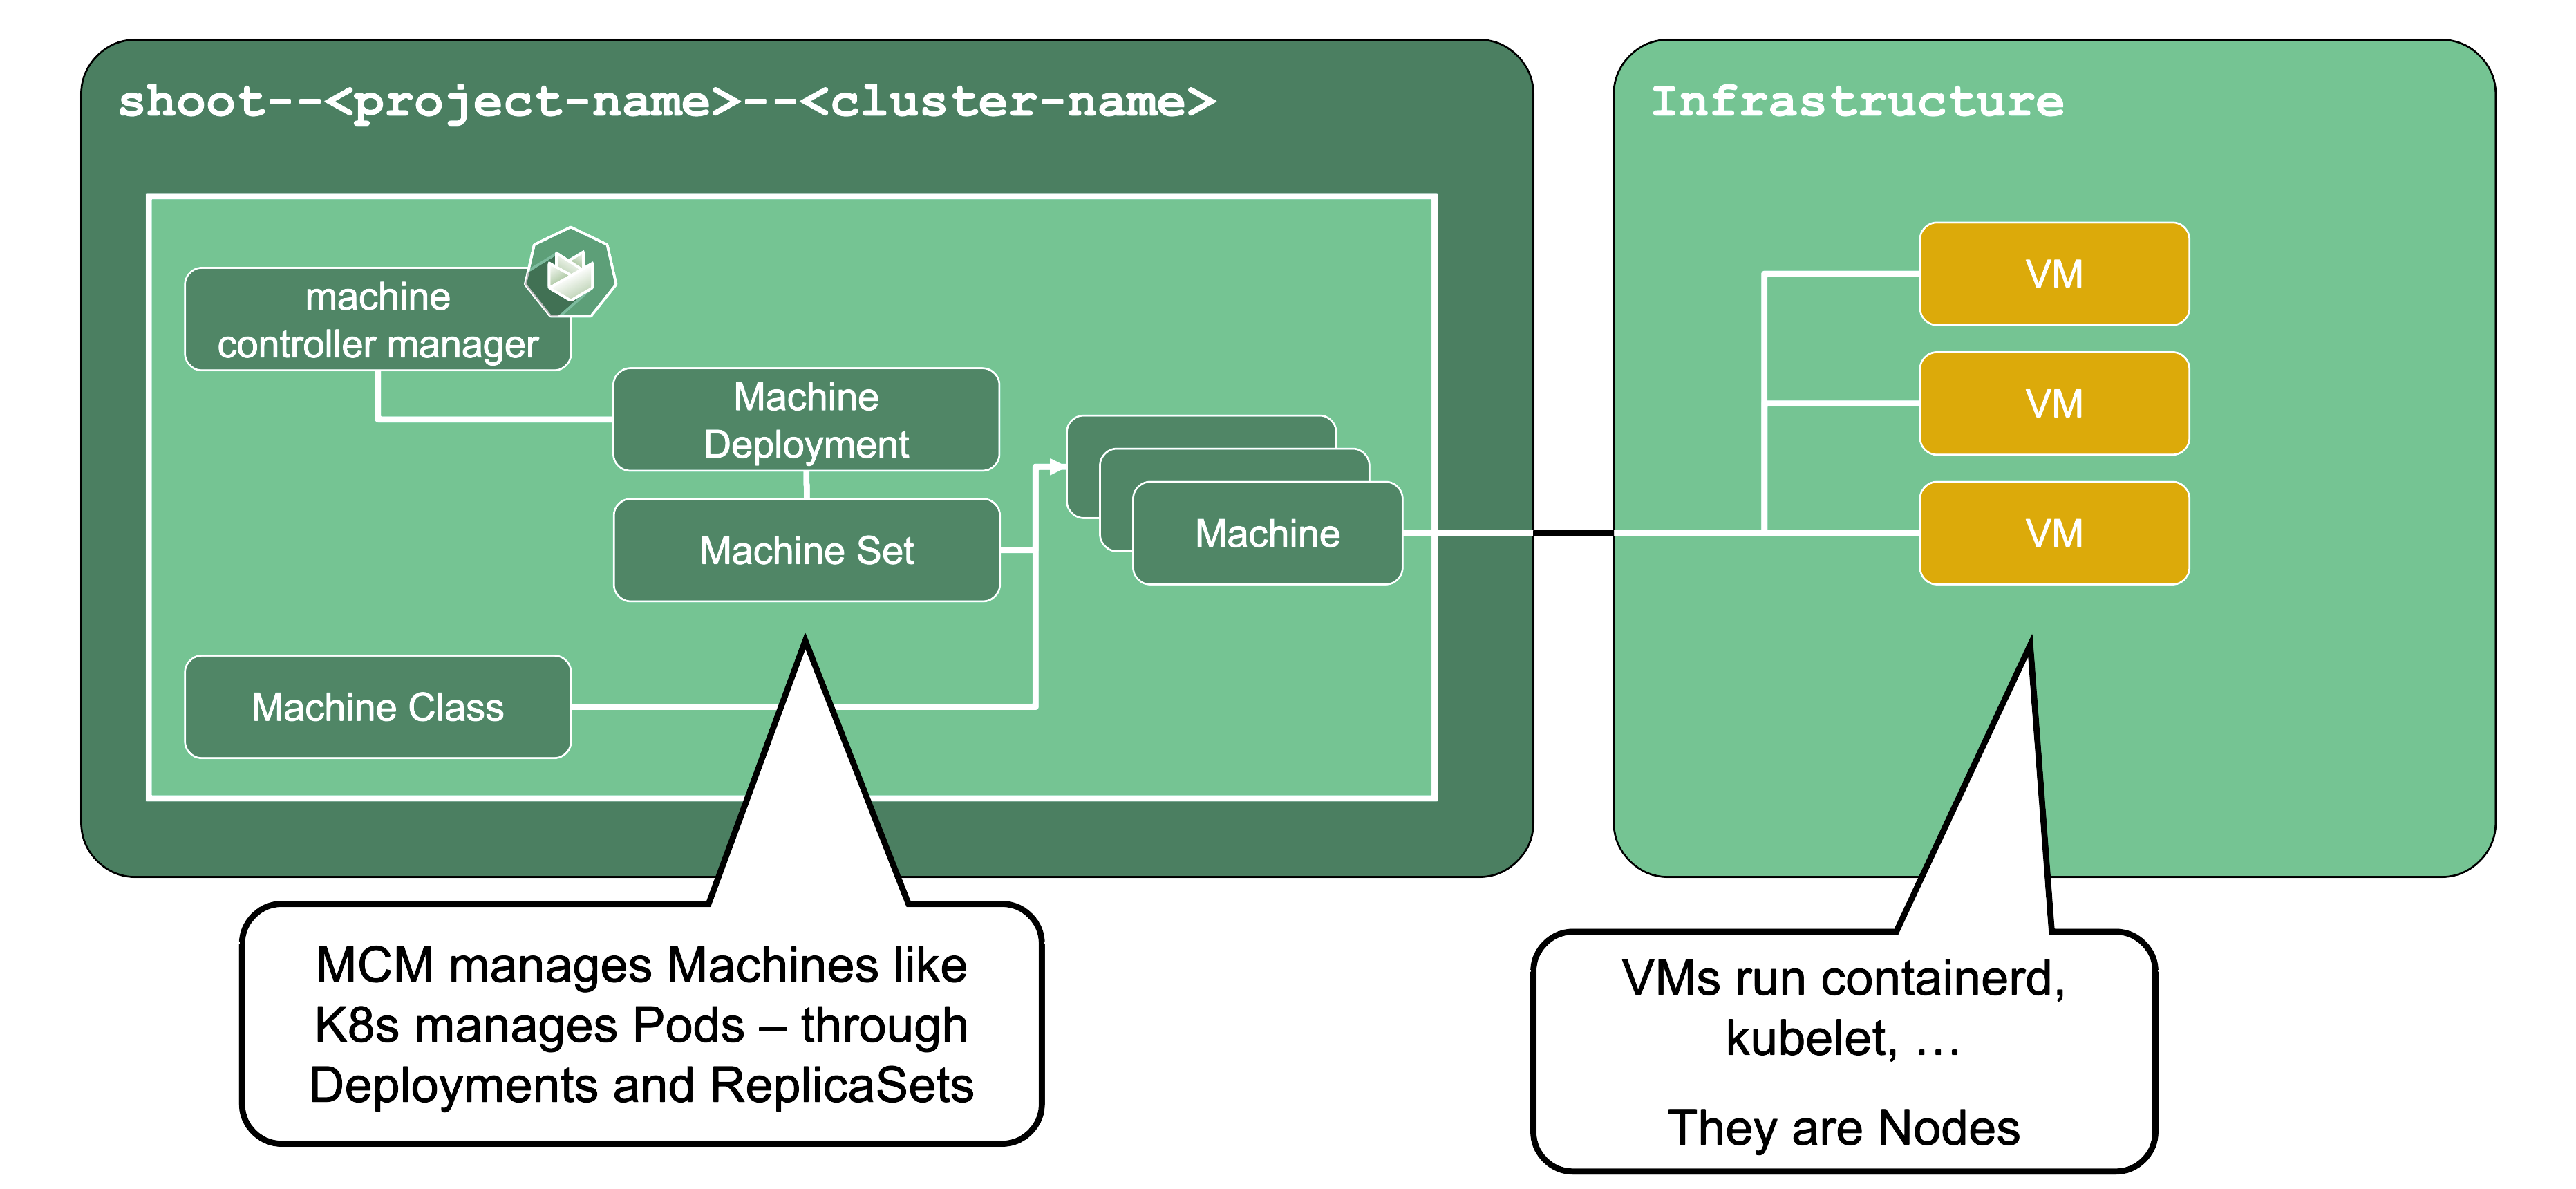 shoot--<project-name>--<cluster-name>
Infrastructure
machine
controller manager
Machine
Deployment
Machine Set
Machine
Machine Class
VM
VM
VM
MCM manages Machines like
K8s manages Pods – through
Deployments and ReplicaSets
VMs run containerd,
kubelet, …
They are Nodes